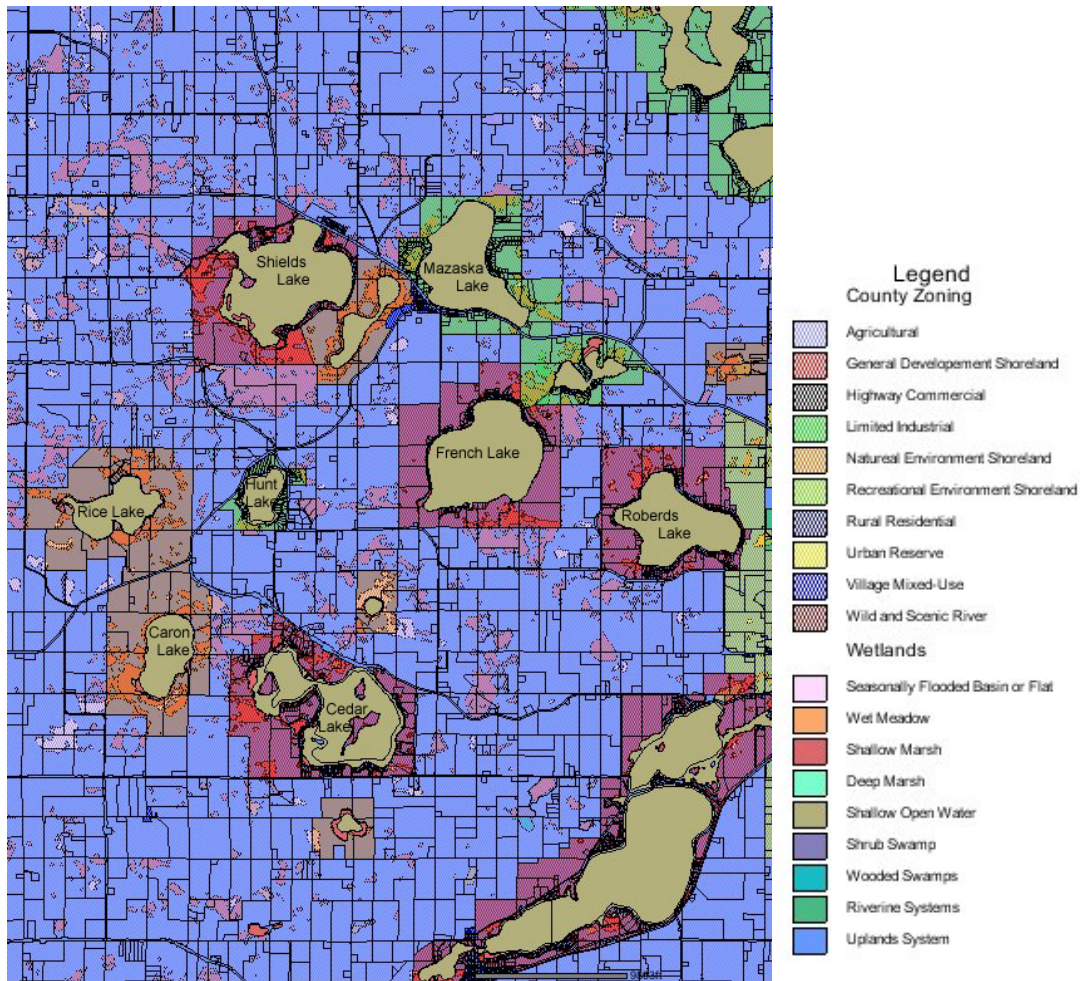 Shields
Lake
Mazaska
Lake
French Lake
Hunt
Lake
Rice Lake
Roberds
Lake
Caron
Lake
Cedar
Lake
Legend
County Zoning
Agricultural
General Developement Shoreland
Highway Commercial
Limited Industrial
Natureal Environment Shoreland
Recreational Environment Shoreland
Rural Residential
Urban Reserve
Village Mixed-Use
Wild and Scenic River
Wetlands
Seasonally Flooded Basin or Flat
Wet Meadow
Shallow Marsh
Deep Marsh
Shallow Open Water
Shrub Swamp
Wooded Swamps
Riverine Systems
Uplands System